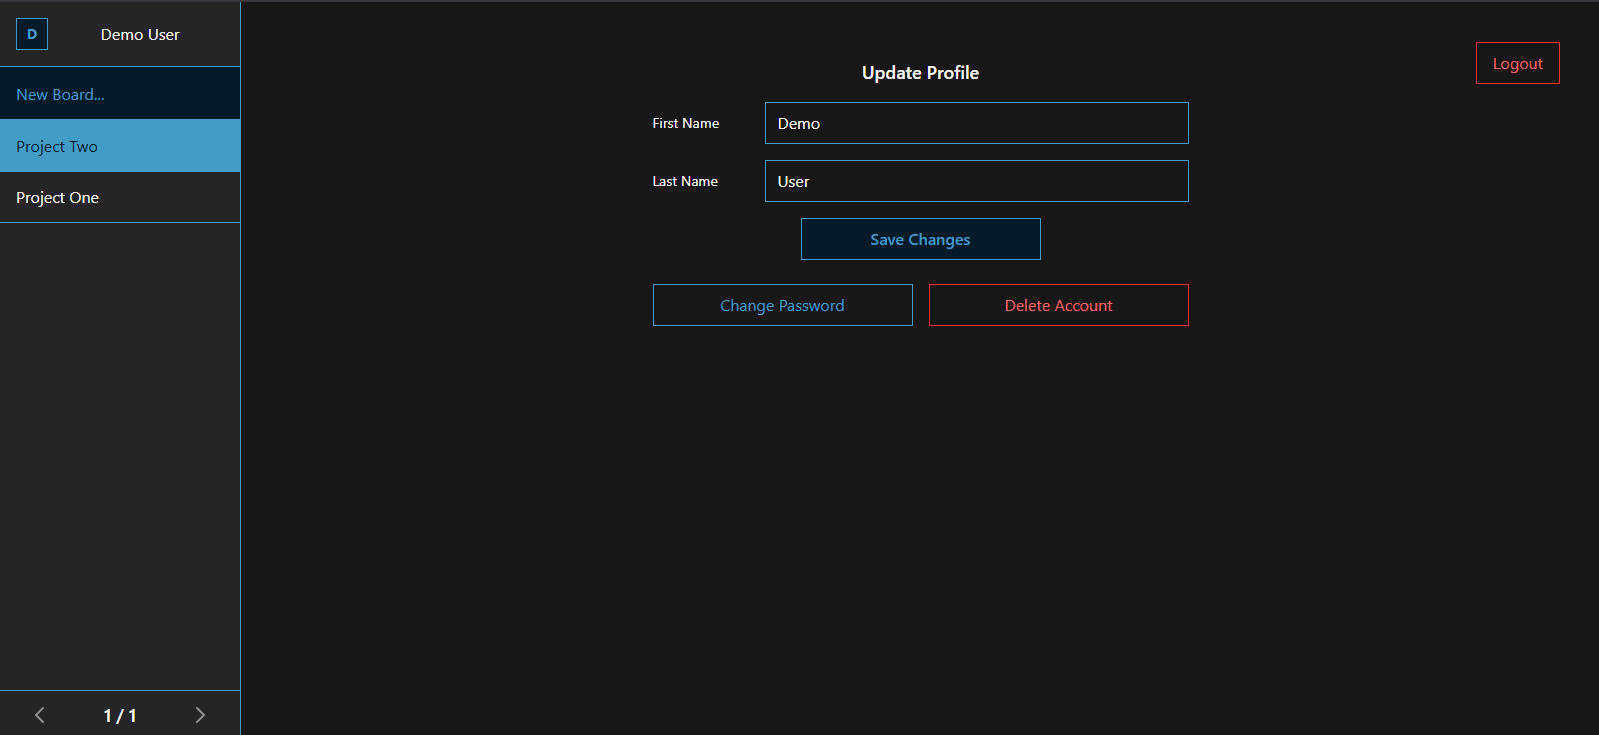 D
Demo User
New Board...
Project Two
Project One
1 / 1
Logout
Update Profile
First Name
Demo
Last Name
User
Save Changes
Change Password
Delete Account